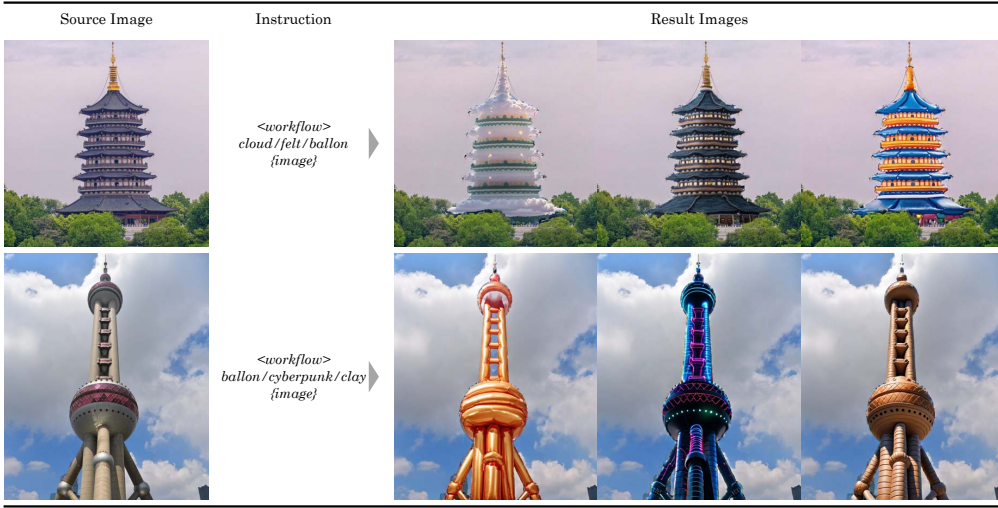 Source Image
Instruction
Result Images
<workflow>
cloud/felt/ballon
{image}
<workflow>
ballon/cyberpunk/clay
{image}